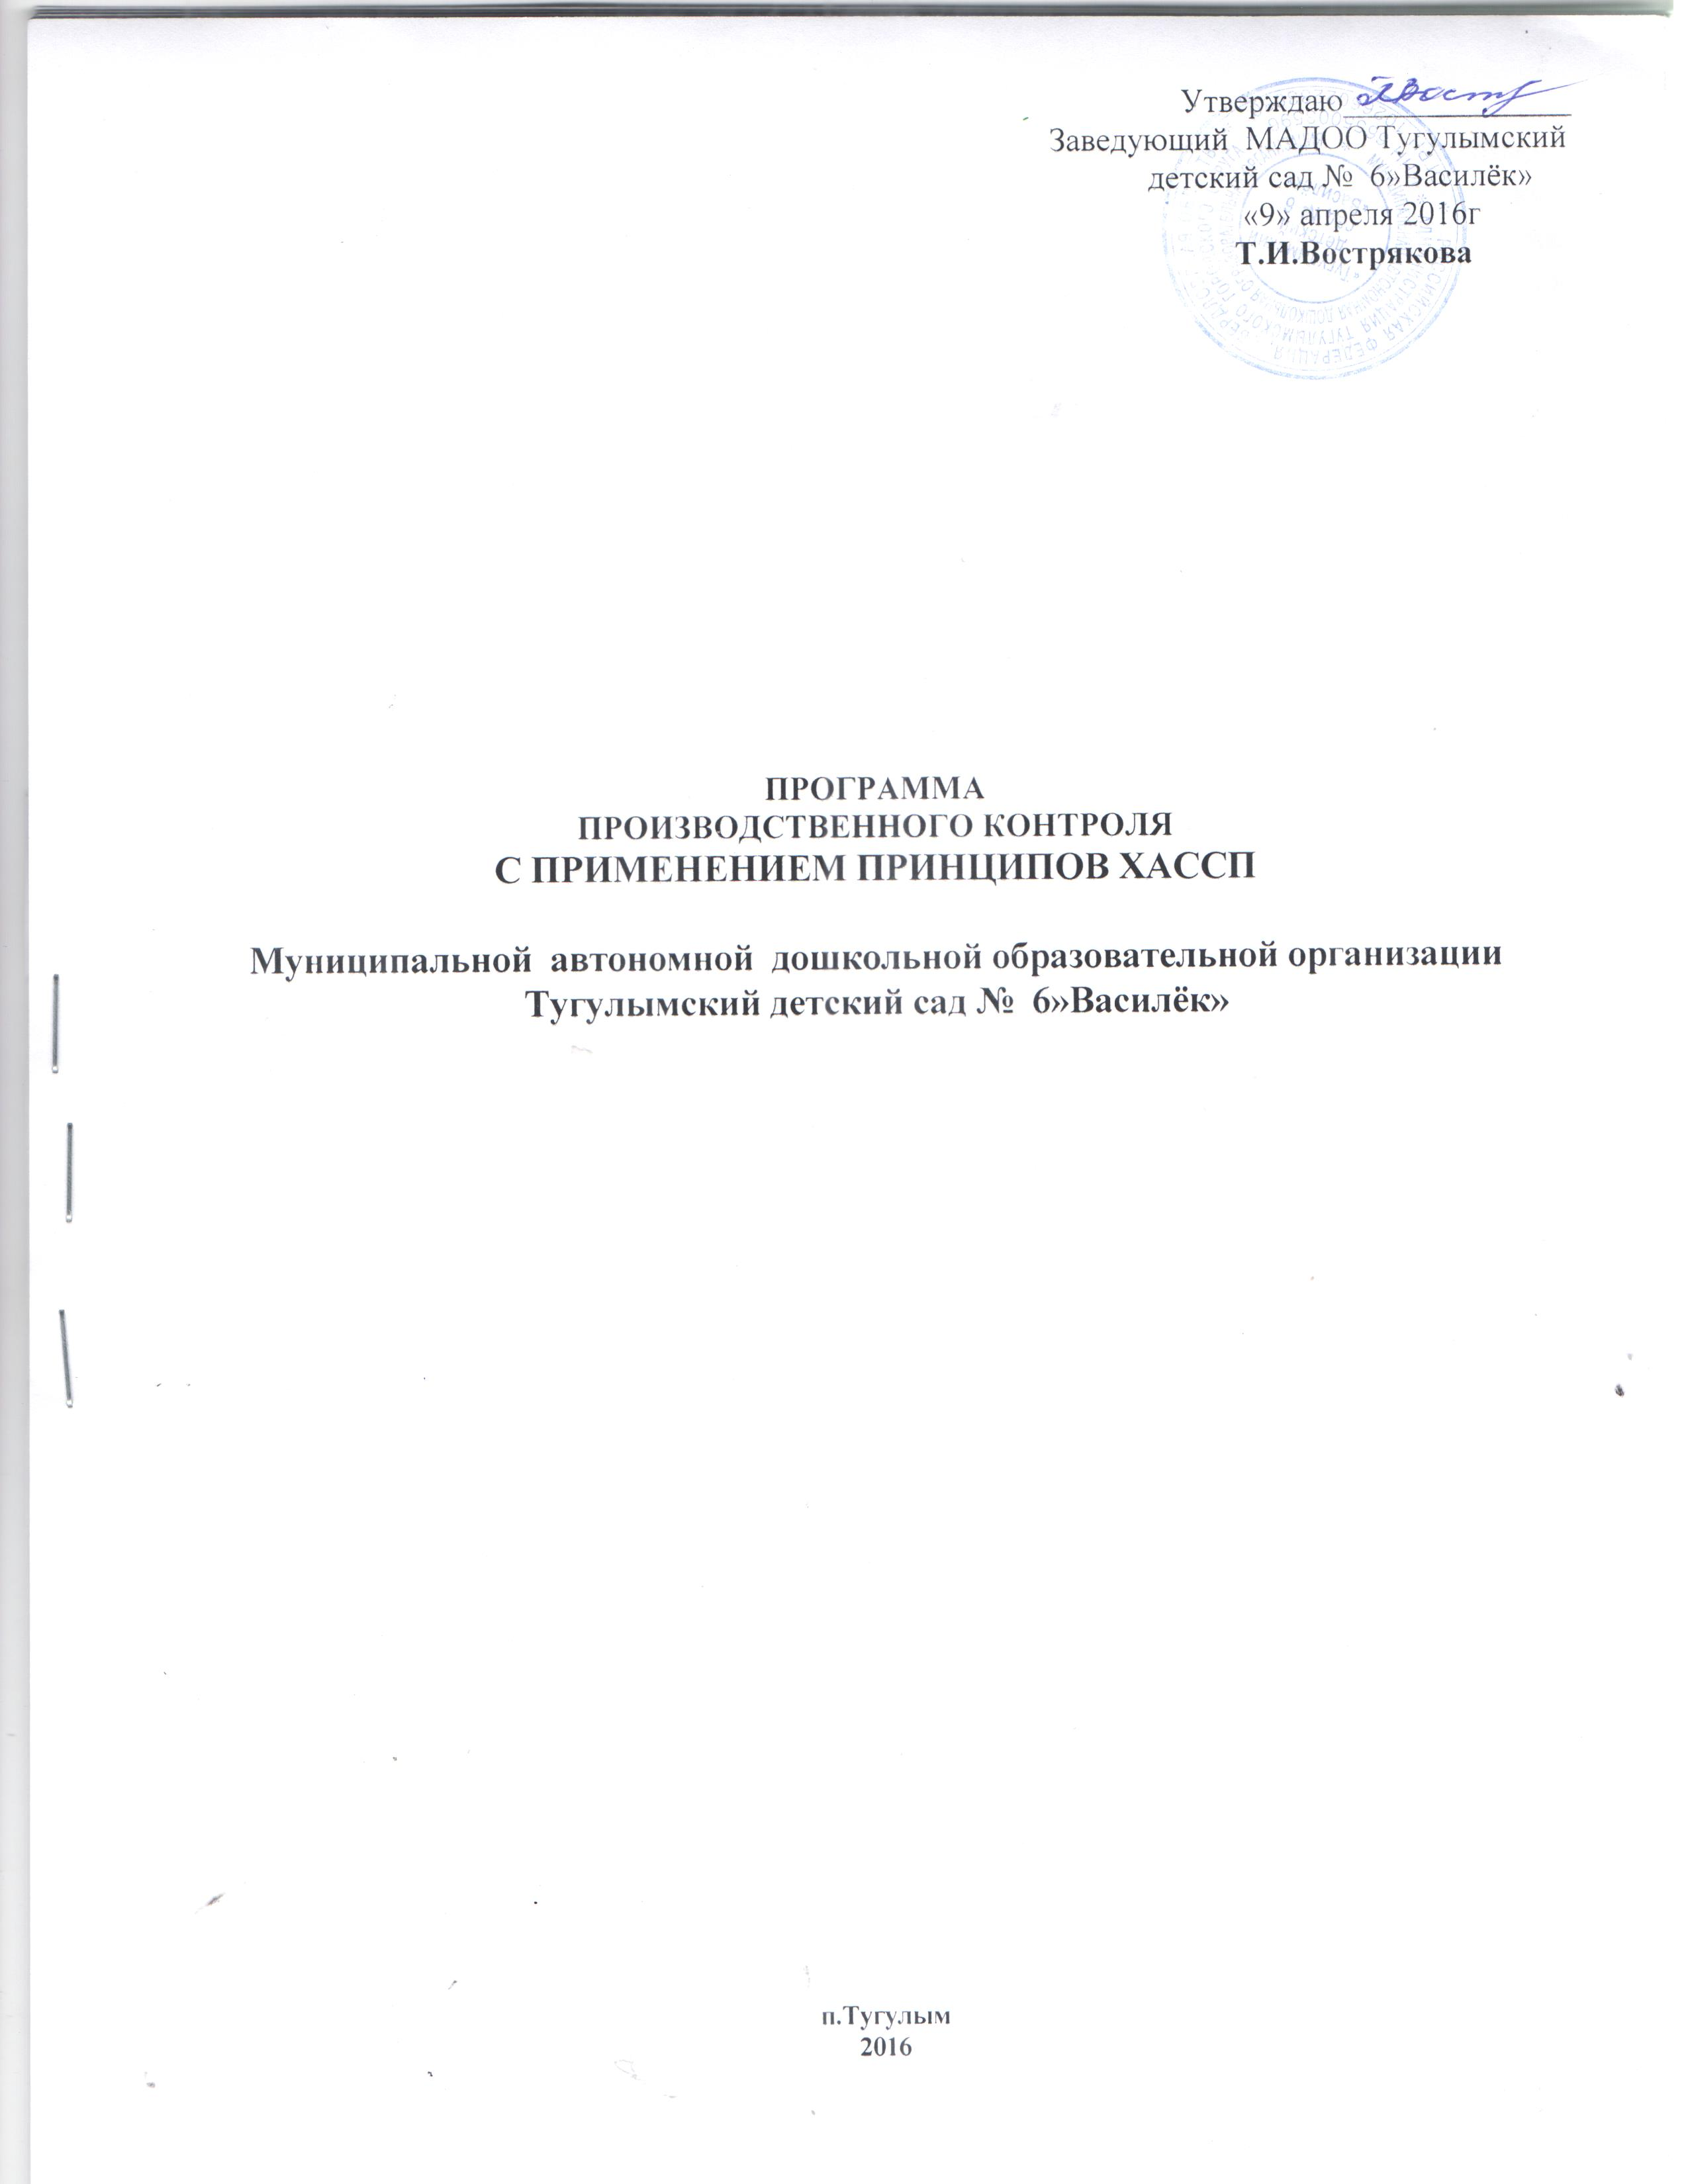 Утверждаю
Заведующий МАДОО Тугулымский
детский сад № 6»Василёк»
«9» апреля 2016г
Т.И.Вострякова
ПРОГРАММА
ПРОИЗВОДСТВЕННОГО КОНТРОЛЯ
С ПРИМЕНЕНИЕМ ПРИНЦИПОВ ХАССП
Муниципальной автономной дошкольной образовательной организации
Тугулымский детский сад № 6»Василёк»
п.Тугулым
2016